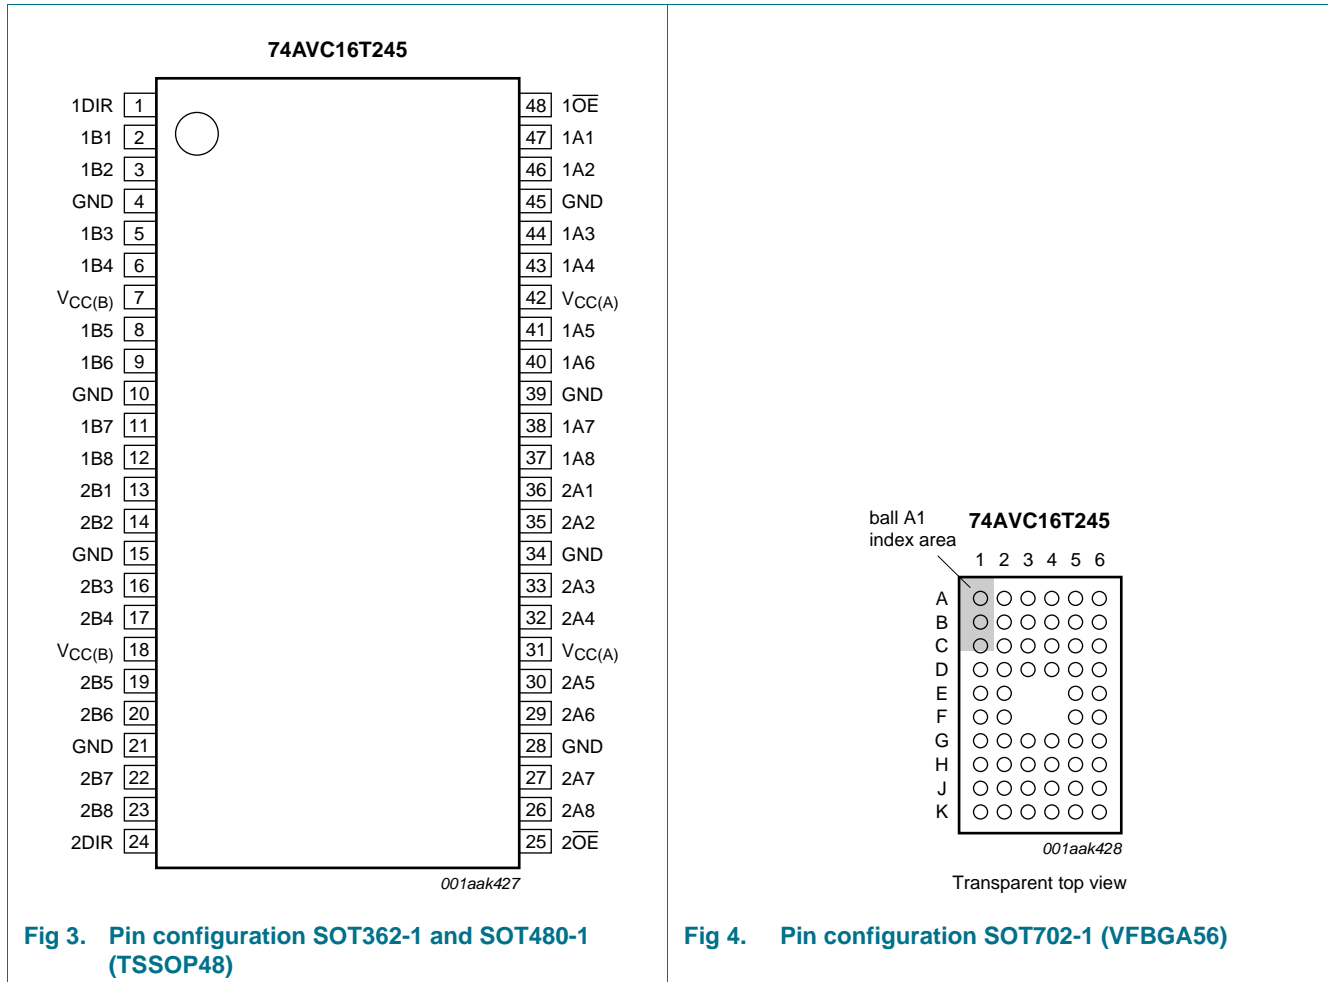 74AVC16T245
1DIR 1 48 1OE
1B1 2 47 1A1
1B2 3 46 1A2
GND 4 45 GND
1B3 5 44 1A3
1B4 6 43 1A4
VCC(B) 7 42 VCC(A)
1B5 8 41 1A5
1B6 9 40 1A6
GND 10 39 GND
1B7 11 38 1A7
1B8 12 37 1A8
2B1 13 36 2A1
2B2 14 35 2A2
GND 15 34 GND
2B3 16 33 2A3
2B4 17 32 2A4
VCC(B) 18 31 VCC(A)
2B5 19 30 2A5
2B6 20 29 2A6
GND 21 28 GND
2B7 22 27 2A7
2B8 23 26 2A8
2DIR 24 25 2OE
001aak427
Fig 3. Pin configuration SOT362-1 and SOT480-1
(TSSOP48)
ball A1
index area
74AVC16T245
1 2 3 4 5 6
A
B
C
D
E
F
G
H
J
K
001aak428
Transparent top view
Fig 4. Pin configuration SOT702-1 (VFBGA56)